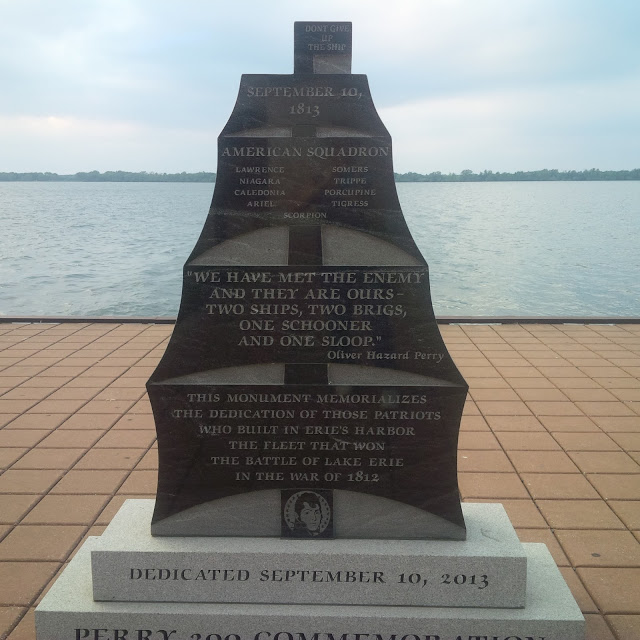 DONT GIVE
UP
THE SHIP
SEPTEMBER 10,
1813
AMERICAN SQUADRON
LAWRENCE SOMERS
NIAGARA TRIPPE
CALEDONIA PORCUPINE
ARIEL TIGRESS
SCORPION
"WE HAVE MET THE ENEMY
AND THEY ARE OURS–
TWO SHIPS, TWO BRIGS,
ONE SCHOONER
AND ONE SLOOP."
Oliver Hazard Perry
THIS MONUMENT MEMORIALIZES
THE DEDICATION OF THOSE PATRIOTS
WHO BUILT IN ERIE'S HARBOR
THE FLEET THAT WON
THE BATTLE OF LAKE ERIE
IN THE WAR OF 1812
DEDICATED SEPTEMBER 10, 2013
PERRY 200 COMMEMORATION